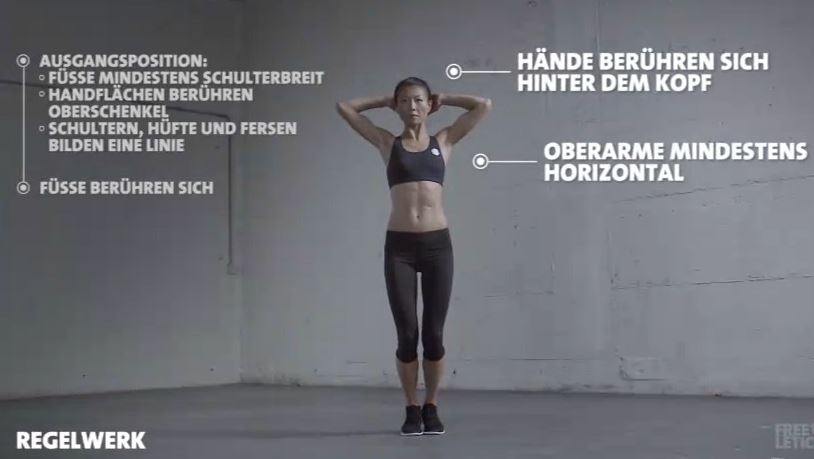 AUSGANGSPOSITION:
FÜSSE MINDESTENS SCHULTERBREIT
HANDFLÄCHEN BERÜHREN
OBERSCHENKEL
SCHULTERN, HÜFTE UND FERSEN
BILDEN EINE LINIE
FÜSSE BERÜHREN SICH
HÄNDE BERÜHREN SICH
HINTER DEM KOPF
OBERARME MINDESTENS
HORIZONTAL
REGELWERK
FREE
LETIC